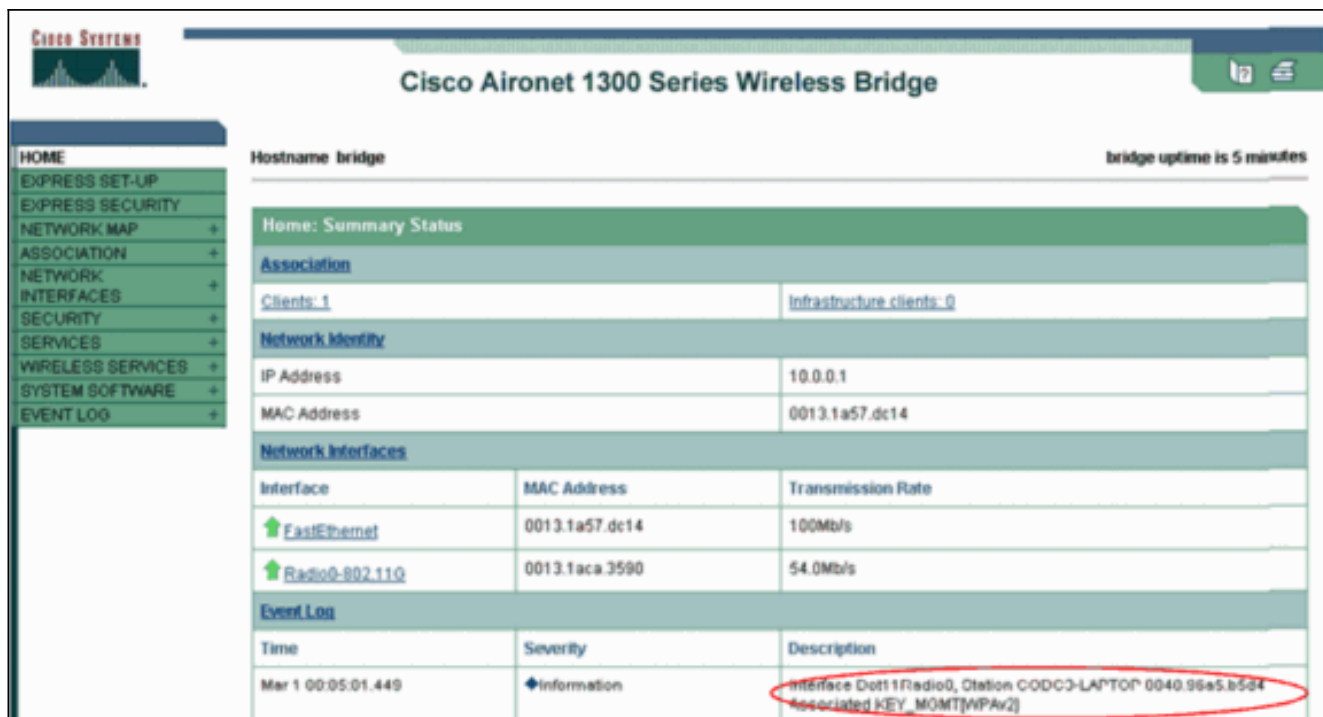 CISCO SYSTEMS
Cisco Aironet 1300 Series Wireless Bridge
HOME
EXPRESS SET-UP
EXPRESS SECURITY
NETWORK MAP +
ASSOCIATION +
NETWORK
INTERFACES +
SECURITY +
SERVICES +
WIRELESS SERVICES +
SYSTEM SOFTWARE +
EVENT LOG +
Hostname bridge
bridge uptime is 5 minutes
Home: Summary Status
Association
Clients: 1
Infrastructure clients: 0
Network Identity
IP Address
10.0.0.1
MAC Address
0013.1a57.dc14
Network Interfaces
Interface
MAC Address
Transmission Rate
FastEthernet
0013.1a57.dc14
100Mb/s
Radio0-802.11G
0013.1aca.3590
54.0Mb/s
Event Log
Time
Severity
Description
Mar 1 00:05:01.449
Information
Interface Dot11Radio0, Station CODC3-LAPTOP 0040.96a5.b5d4
Associated KEY_MGMT[WPAv2]